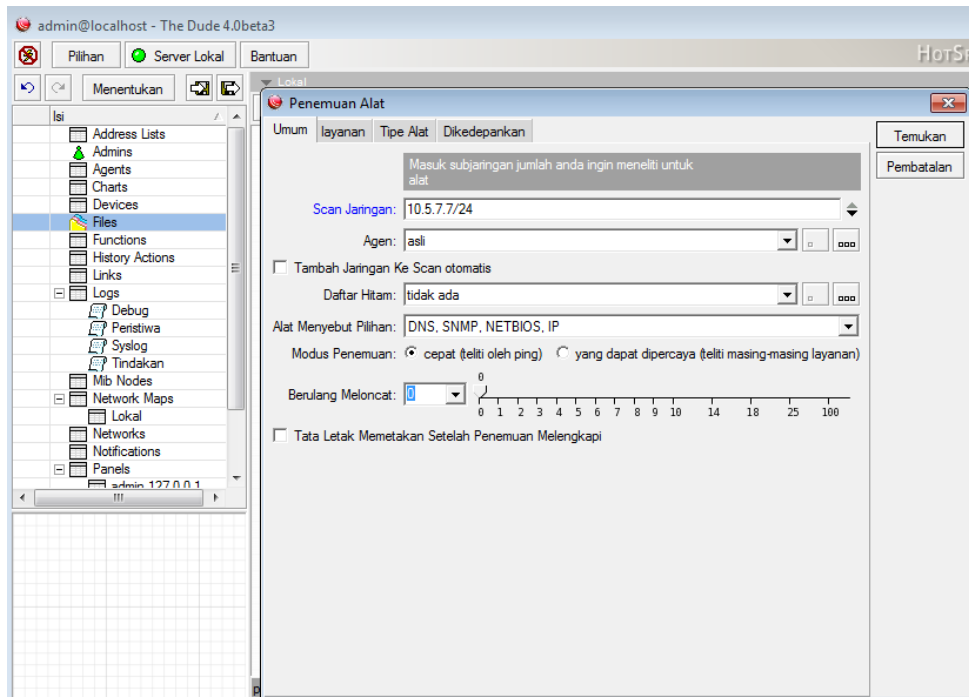 admin@localhost - The Dude 4.0beta3
Pilihan Server Lokal Bantuan
Menentukan
Lokal
Isi
Address Lists
Admins
Agents
Charts
Devices
Files
Functions
History Actions
Links
Logs
Debug
Peristiwa
Syslog
Tindakan
Mib Nodes
Network Maps
Lokal
Networks
Notifications
Panels
admin 127.0.0.1
Penemuan Alat
Umum layanan Tipe Alat Dikedepankan
Temukan
Pembatalan
Masuk subjaringan jumlah anda ingin meneliti untuk
alat
Scan Jaringan: 10.5.7.7/24
Agen: asli
Tambah Jaringan Ke Scan otomatis
Daftar Hitam: tidak ada
Alat Menyebut Pilihan: DNS, SNMP, NETBIOS, IP
Modus Penemuan: cepat (teliti oleh ping) yang dapat dipercaya (teliti masing-masing layanan)
0
Berulang Meloncat: 0
0 1 2 3 4 5 6 7 8 9 10 14 18 25 100
Tata Letak Memetakan Setelah Penemuan Melengkapi